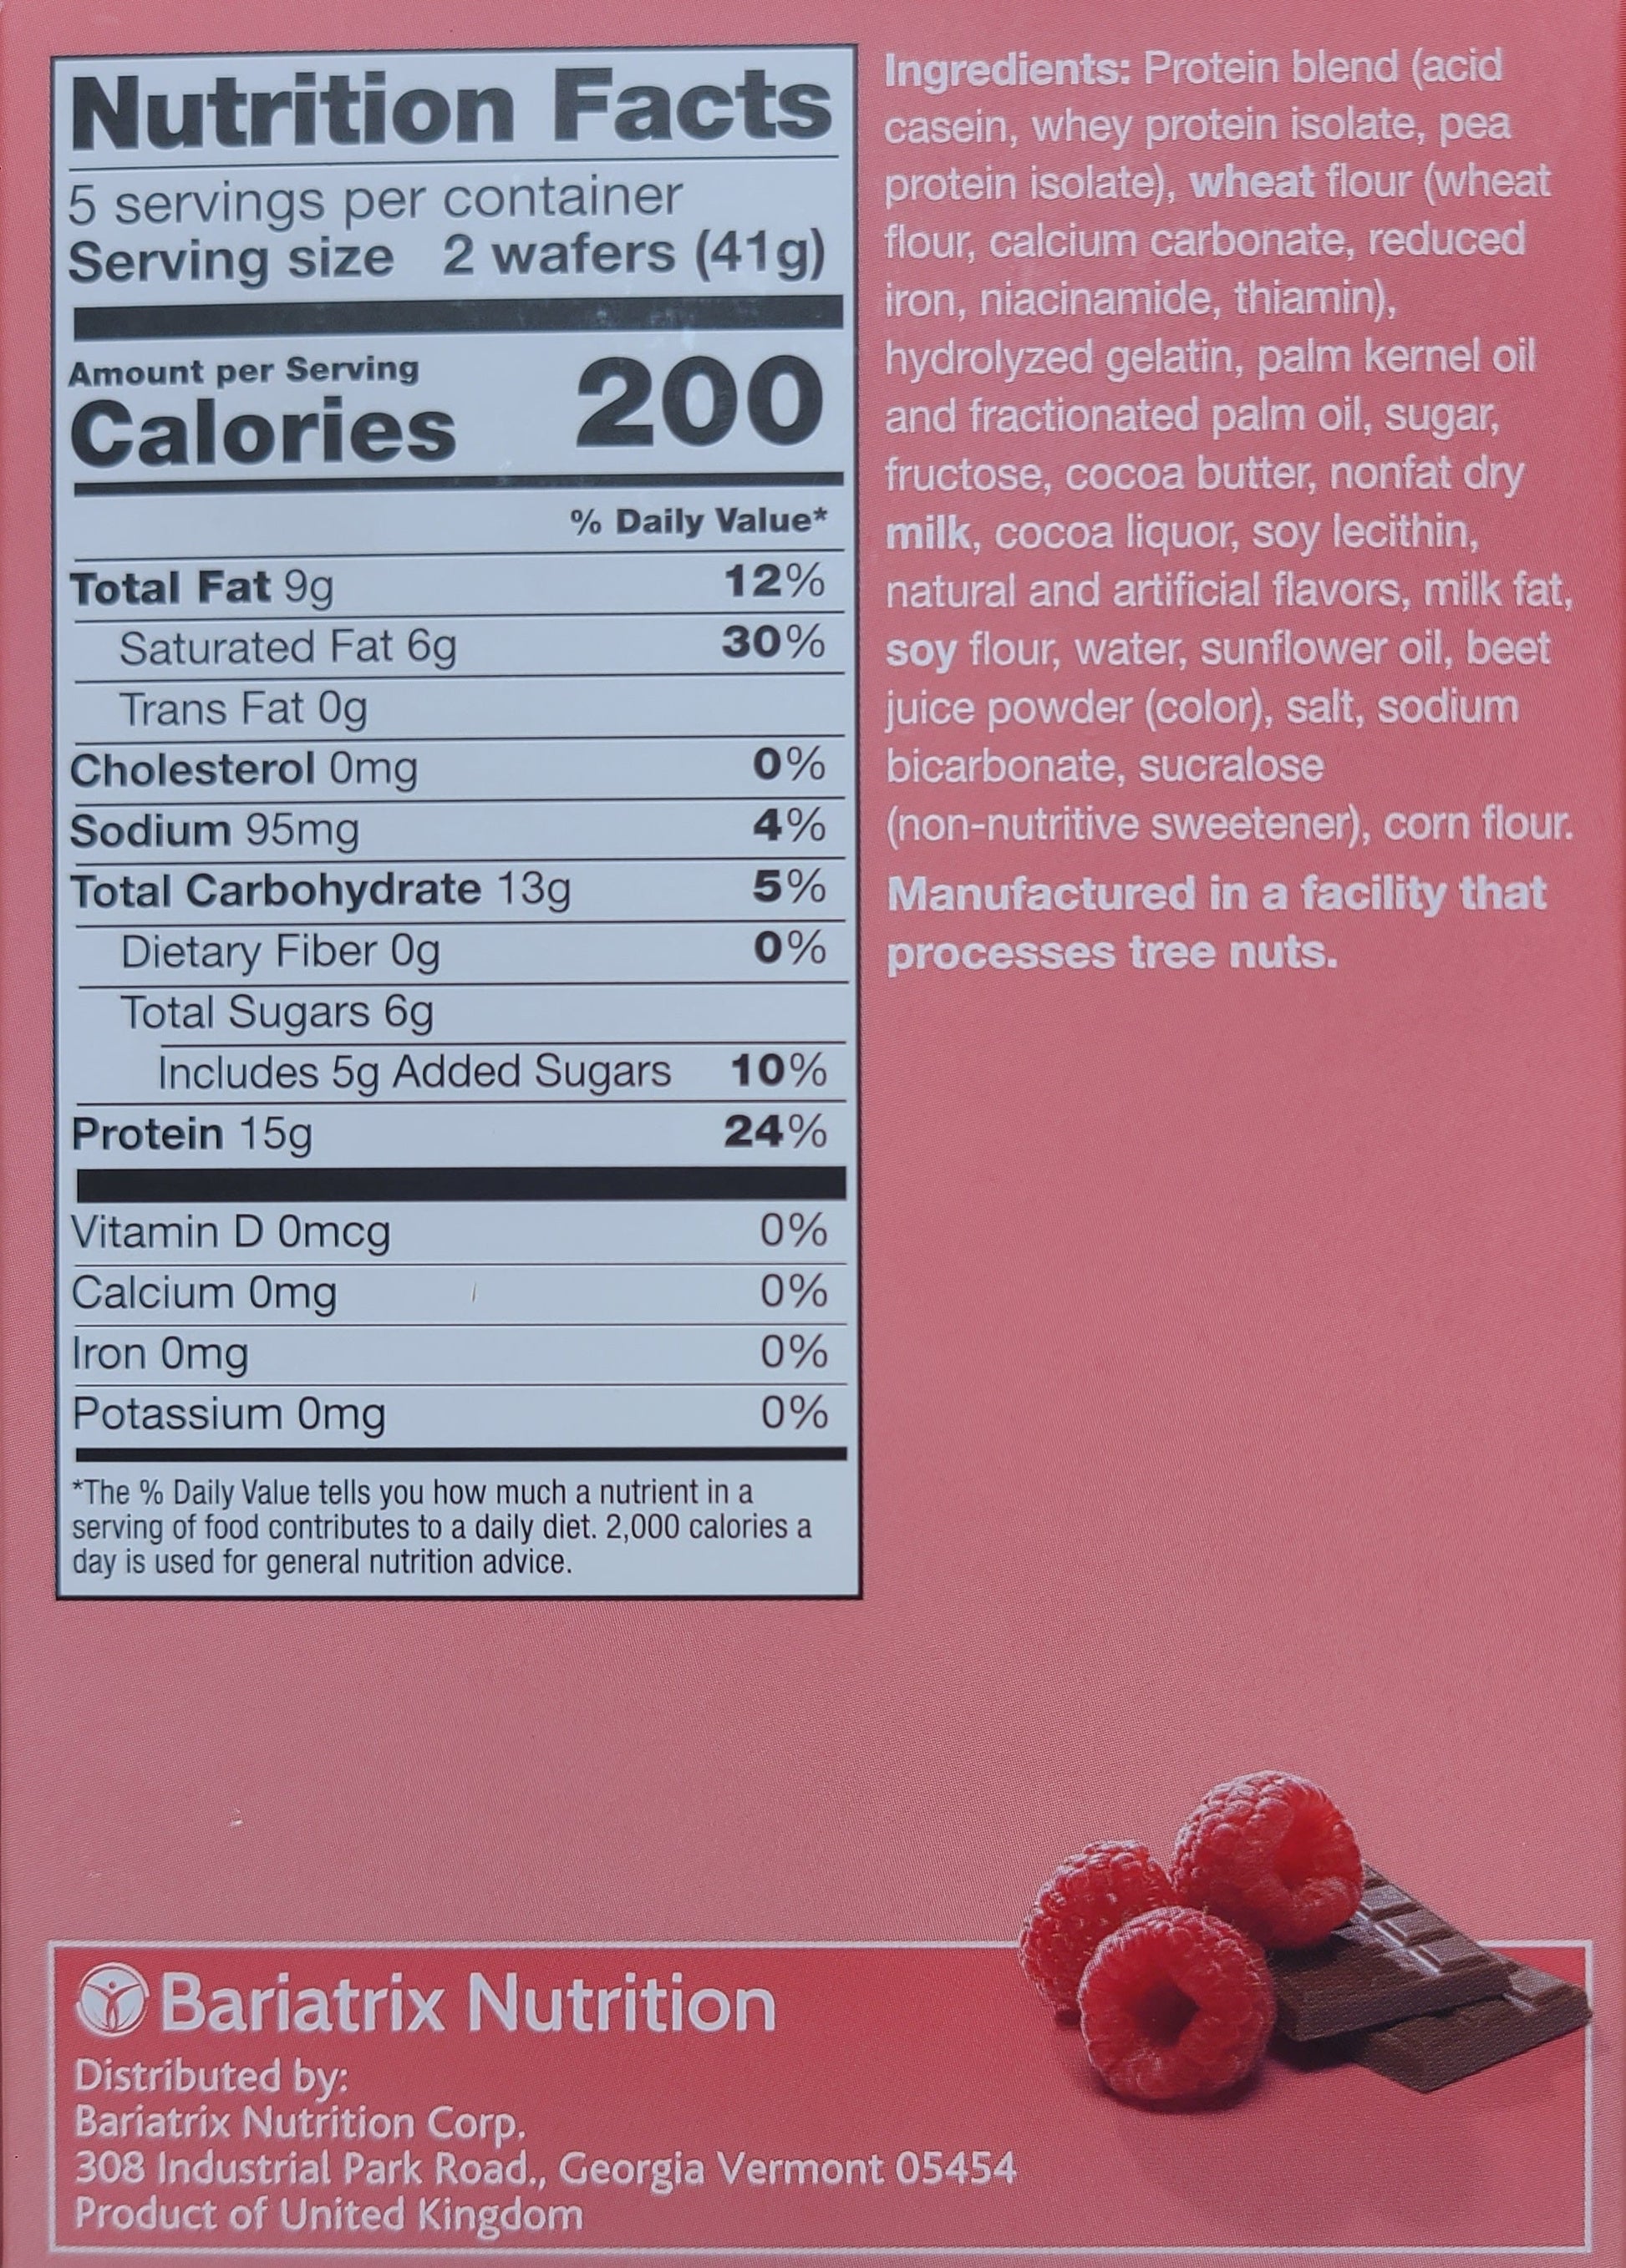 Nutrition Facts
5 servings per container
Serving size 2 wafers (41g)
Amount per Serving
Calories 200
% Daily Value*
Total Fat 9g 12%
Saturated Fat 6g 30%
Trans Fat 0g
Cholesterol 0mg 0%
Sodium 95mg 4%
Total Carbohydrate 13g 5%
Dietary Fiber 0g 0%
Total Sugars 6g
Includes 5g Added Sugars 10%
Protein 15g 24%
Vitamin D 0mcg 0%
Calcium 0mg 0%
Iron 0mg 0%
Potassium 0mg 0%
*The % Daily Value tells you how much a nutrient in a
serving of food contributes to a daily diet. 2,000 calories a
day is used for general nutrition advice.
Ingredients: Protein blend (acid
casein, whey protein isolate, pea
protein isolate), wheat flour (wheat
flour, calcium carbonate, reduced
iron, niacinamide, thiamin),
hydrolyzed gelatin, palm kernel oil
and fractionated palm oil, sugar,
fructose, cocoa butter, nonfat dry
milk, cocoa liquor, soy lecithin,
natural and artificial flavors, milk fat,
soy flour, water, sunflower oil, beet
juice powder (color), salt, sodium
bicarbonate, sucralose
(non-nutritive sweetener), corn flour.
Manufactured in a facility that
processes tree nuts.
Bariatrix Nutrition
Distributed by:
Bariatrix Nutrition Corp.
308 Industrial Park Road., Georgia Vermont 05454
Product of United Kingdom